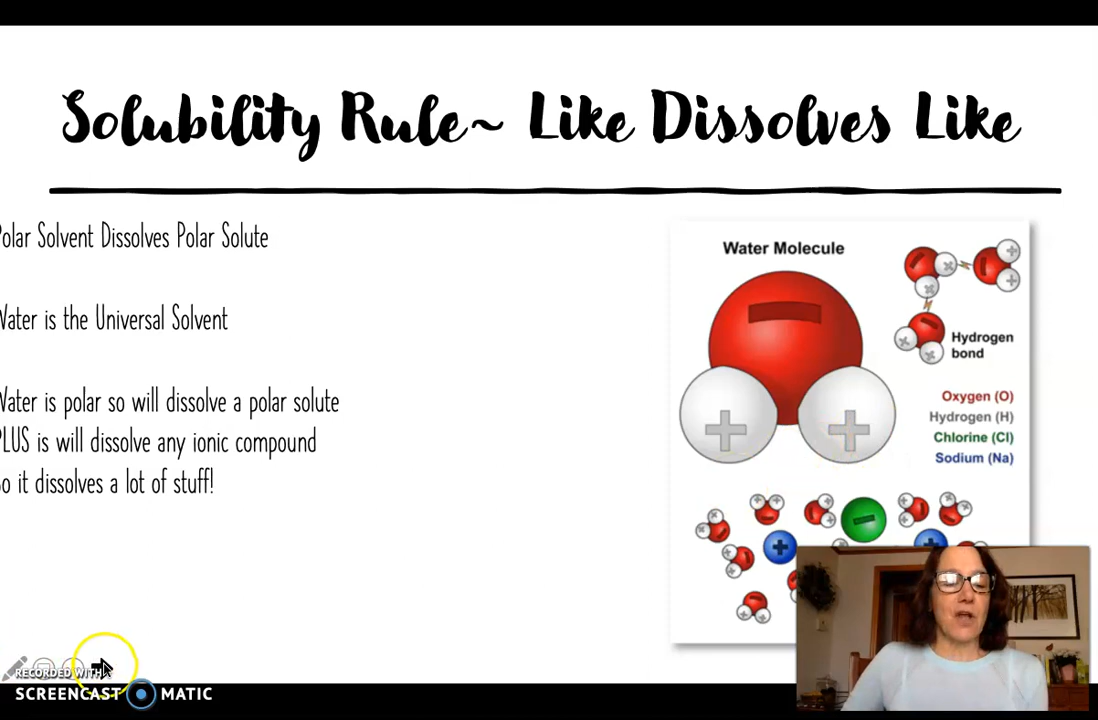 Solubility Rule~ Like Dissolves Like
Polar Solvent Dissolves Polar Solute
Water is the Universal Solvent
Water is polar so will dissolve a polar solute
PLUS is will dissolve any ionic compound
So it dissolves a lot of stuff!
Water Molecule
Hydrogen
bond
Oxygen (O)
Hydrogen (H)
Chlorine (Cl)
Sodium (Na)
RECORDED WITH
SCREENCAST MATIC